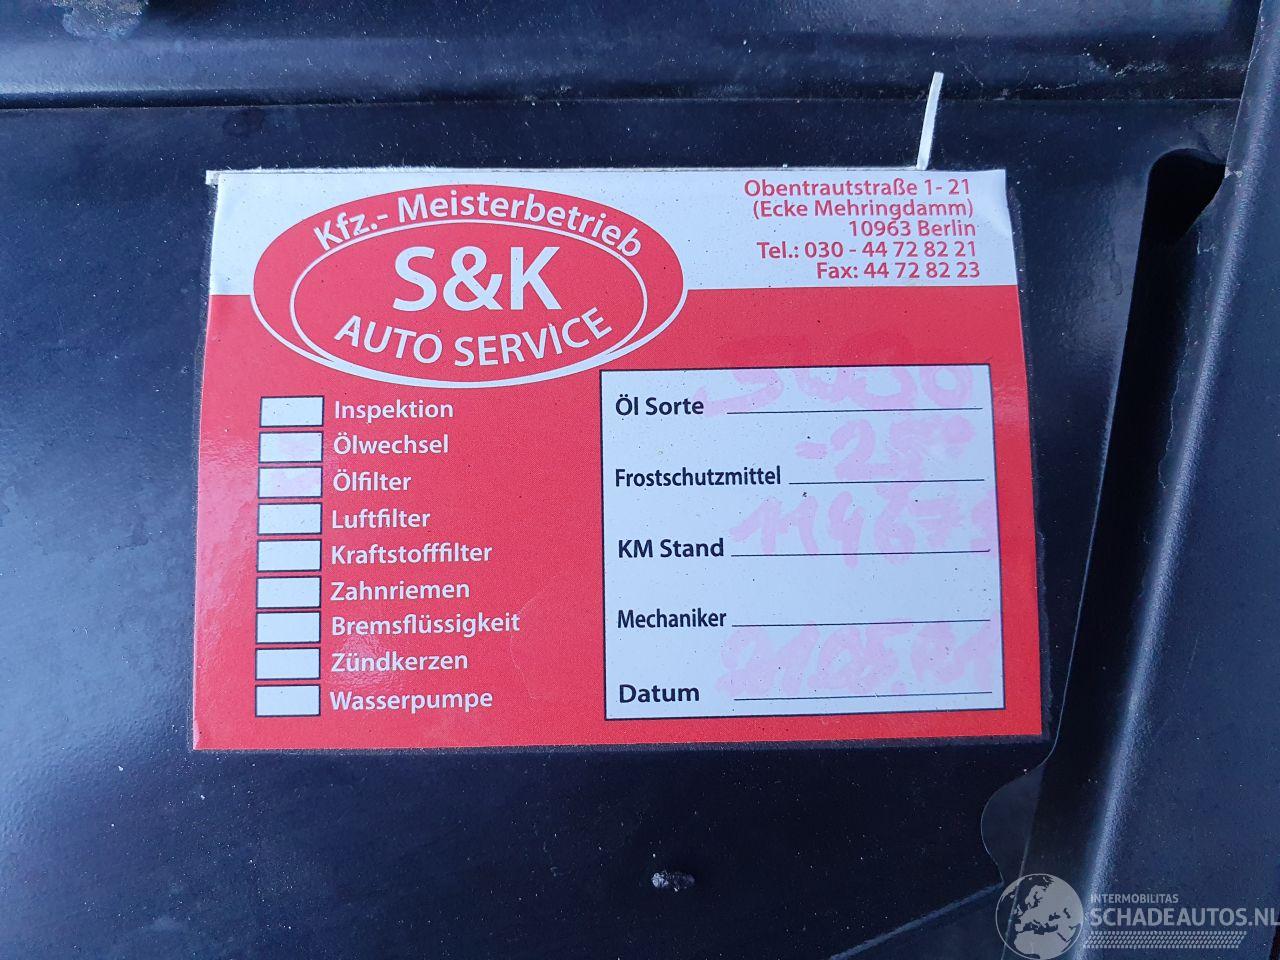 Kfz.- Meisterbetrieb
S&K
AUTO SERVICE
Obentrautstraße 1- 21
(Ecke Mehringdamm)
10963 Berlin
Tel.: 030 - 44 72 82 21
Fax: 44 72 82 23
Inspektion
Ölwechsel
Ölfilter
Luftfilter
Kraftstofffilter
Zahnriemen
Bremsflüssigkeit
Zündkerzen
Wasserpumpe
Öl Sorte
Frostschutzmittel
KM Stand
Mechaniker
Datum
INTERMOBILITAS
SCHADEAUTOS.NL